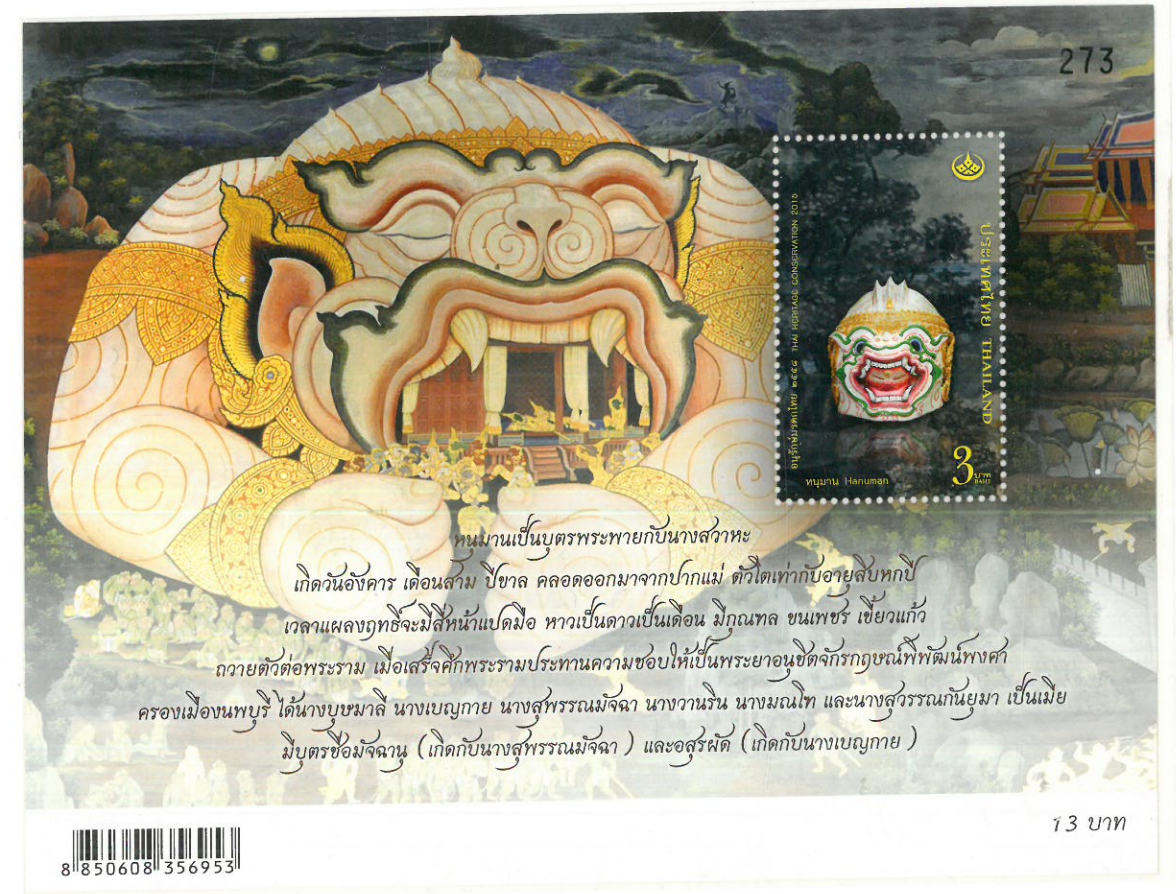 273
ประเทศไทย THAILAND
อนุรักษ์มรดกไทย ๒๕๕๘ THAI HERITAGE CONSERVATION 2015
3 บาท
BAHT
หนุมาน Hanuman
หนุมานเป็นบุตรพระพายกับนางสวาหะ
เกิดวันอังคาร เดือนสาม ปีขาล คลอดออกมาจากปากแม่ ตัวโตเท่ากับอายุสิบหกปี
เวลาแผลงฤทธิ์จะมีสี่หน้าแปดมือ หาวเป็นดาวเป็นเดือน มีกุณฑล ขนเพชร เขี้ยวแก้ว
ถวายตัวต่อพระราม เมื่อเสร็จศึกพระรามประทานความชอบให้เป็นพระยาอนุชิตจักรกฤษณ์พิพัฒน์พงศา
ครองเมืองนพบุรี ได้นางบุษมาลี นางเบญกาย นางสุพรรณมัจฉา นางวานริน นางมณโฑ และนางสุวรรณกันยุมา เป็นเมีย
มีบุตรชื่อมัจฉานุ (เกิดกับนางสุพรรณมัจฉา ) และอสุรผัด (เกิดกับนางเบญกาย )
13 บาท
8 850608 356953